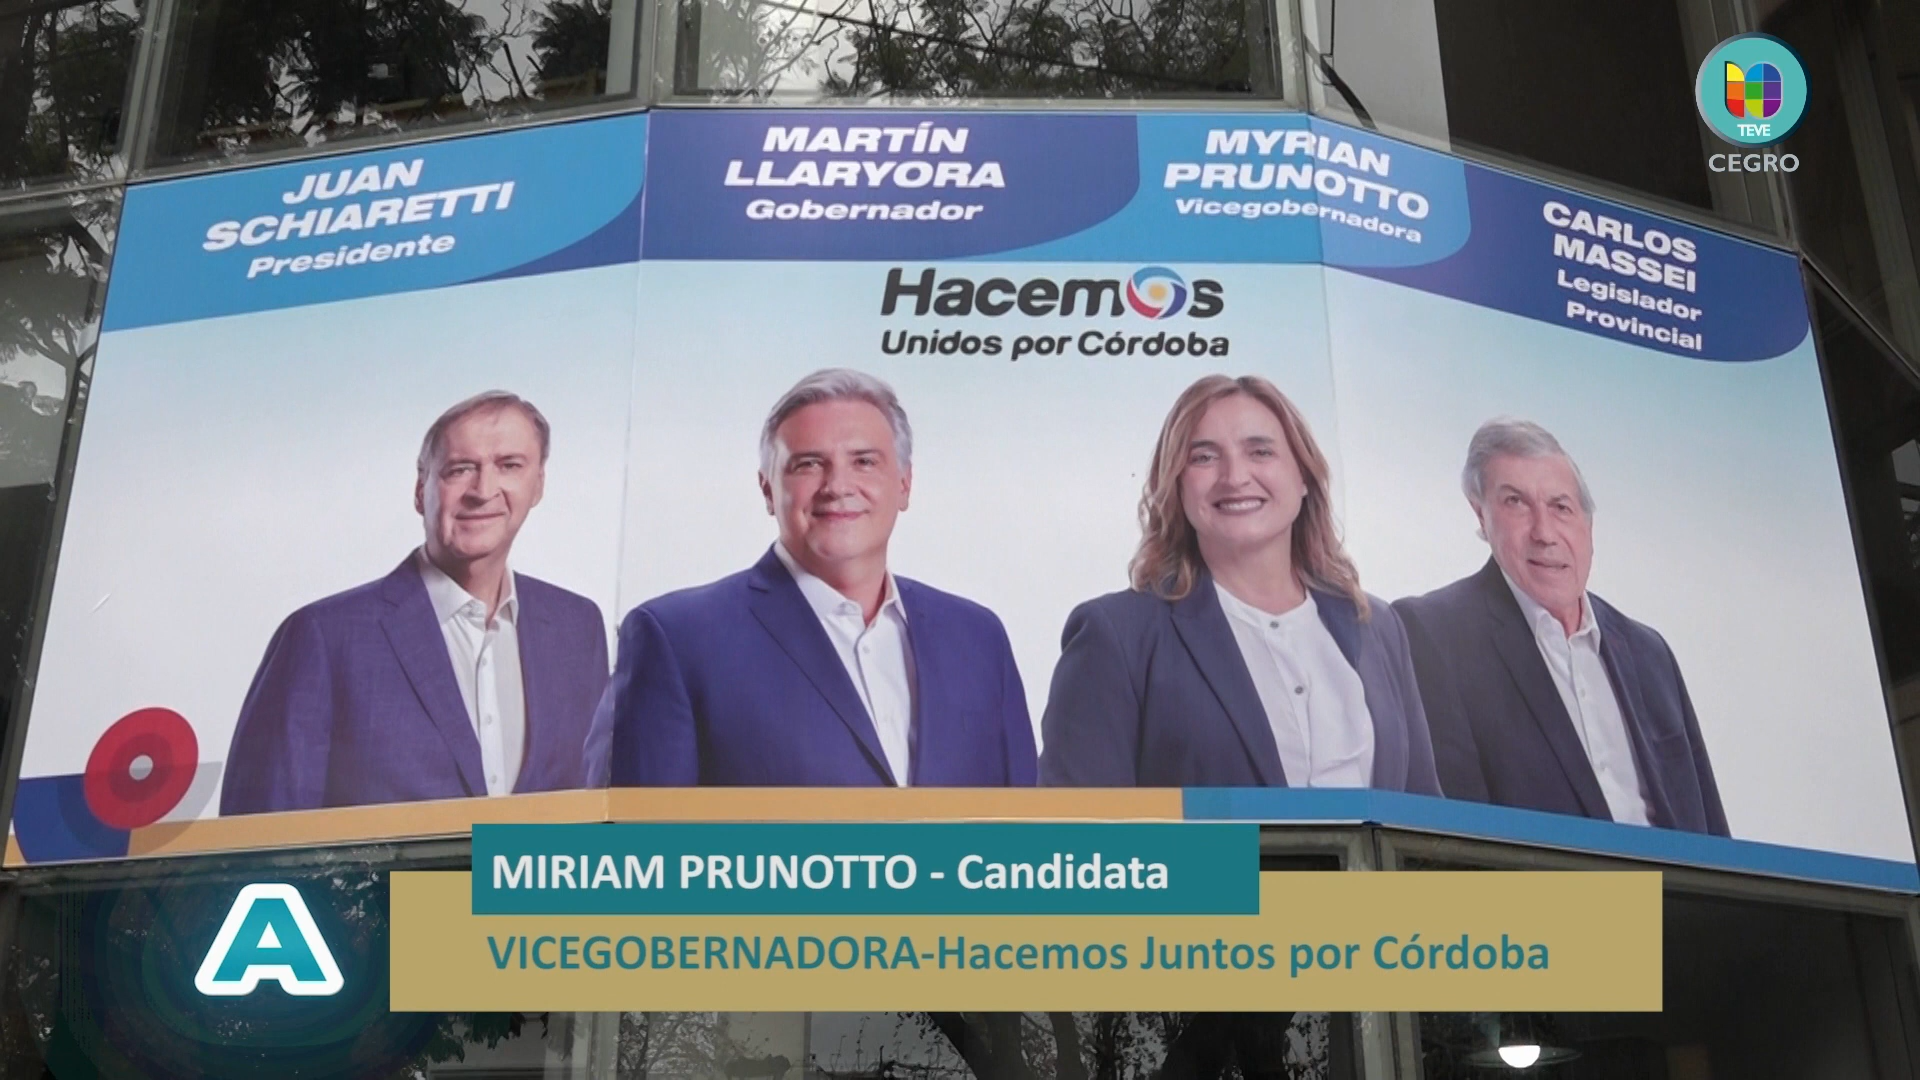 JUAN
SCHIARETTI
Presidente
MARTÍN
LLARYORA
Gobernador
MYRIAN
PRUNOTTO
Vicegobernadora
CARLOS
MASSEI
Legislador
Provincial
Hacemos
Unidos por Córdoba
TEVE
CEGRO
A
MIRIAM PRUNOTTO - Candidata
VICEGOBERNADORA-Hacemos Juntos por Córdoba